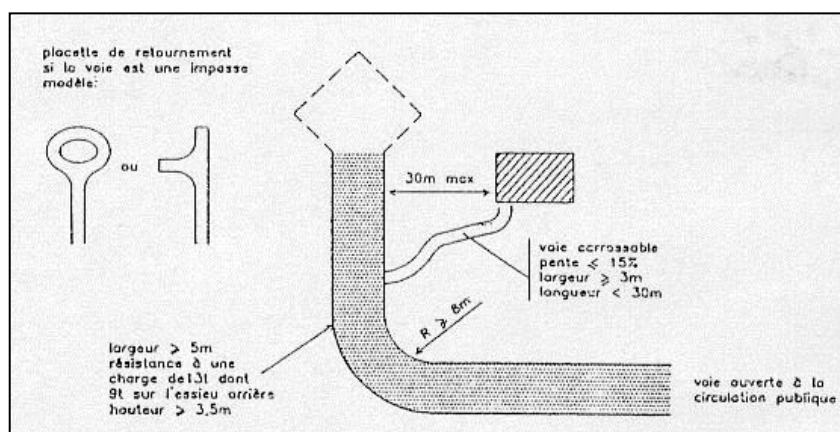 placette de retournement
si la voie est une impasse
modèle:
ou
30m max
voie carrossable
pente ⩽ 15%
largeur ⩾ 3m
longueur < 30m
R ⩾ 8m
largeur > 5m
résistance à une
charge de13t dont
9t sur l'essieu arrière
hauteur > 3,5m
voie ouverte à la
circulation publique